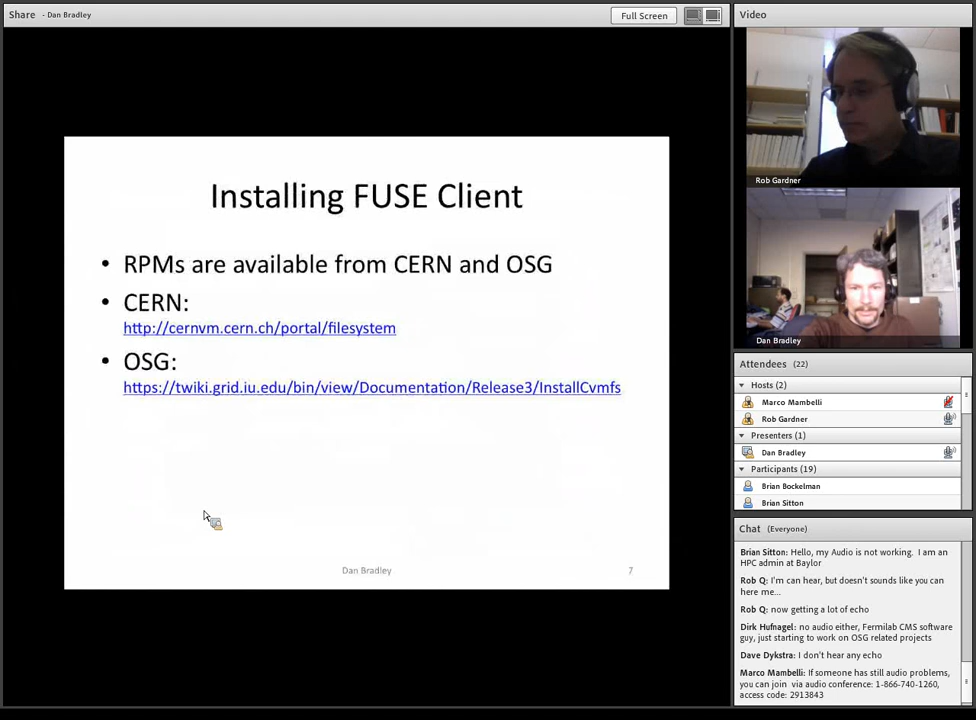 Share - Dan Bradley
Full Screen
Installing FUSE Client
• RPMs are available from CERN and OSG
• CERN:
http://cernvm.cern.ch/portal/filesystem
• OSG:
https://twiki.grid.iu.edu/bin/view/Documentation/Release3/InstallCvmfs
Dan Bradley
7
Video
Rob Gardner
Dan Bradley
Attendees (22)
Hosts (2)
Marco Mambelli
Rob Gardner
Presenters (1)
Dan Bradley
Participants (19)
Brian Bockelman
Brian Sitton
Chat (Everyone)
Brian Sitton: Hello, my Audio is not working. I am an
HPC admin at Baylor
Rob Q: I'm can hear, but doesn't sounds like you can
here me...
Rob Q: now getting a lot of echo
Dirk Hufnagel: no audio either, Fermilab CMS software
guy, just starting to work on OSG related projects
Dave Dykstra: I don't hear any echo
Marco Mambelli: If someone has still audio problems,
you can join via audio conference: 1-866-740-1260,
access code: 2913843